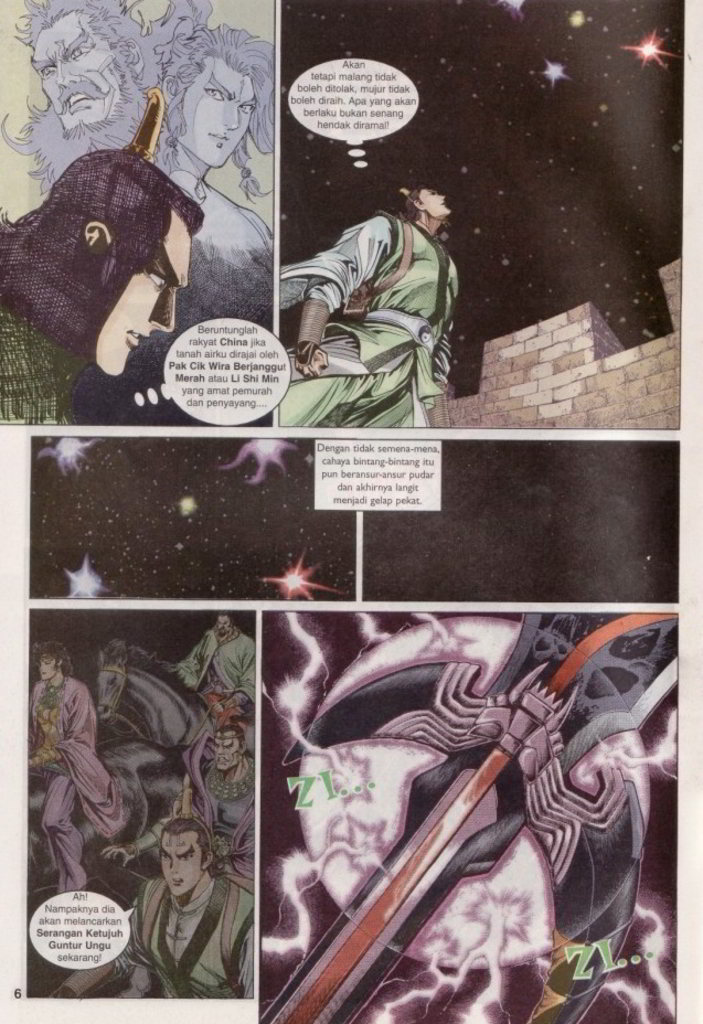 Beruntunglah
rakyat China jika
tanah airku dirajai oleh
Pak Cik Wira Berjanggut
Merah atau Li Shi Min
yang amat pemurah
dan penyayang....
Akan
tetapi malang tidak
boleh ditolak, mujur tidak
boleh diraih. Apa yang akan
berlaku bukan senang
hendak diramal!
Dengan tidak semena-mena,
cahaya bintang-bintang itu
pun beransur-ansur pudar
dan akhirnya langit
menjadi gelap pekat.
Ah!
Nampaknya dia
akan melancarkan
Serangan Ketujuh
Guntur Ungu
sekarang!
ZI...
ZI...
6